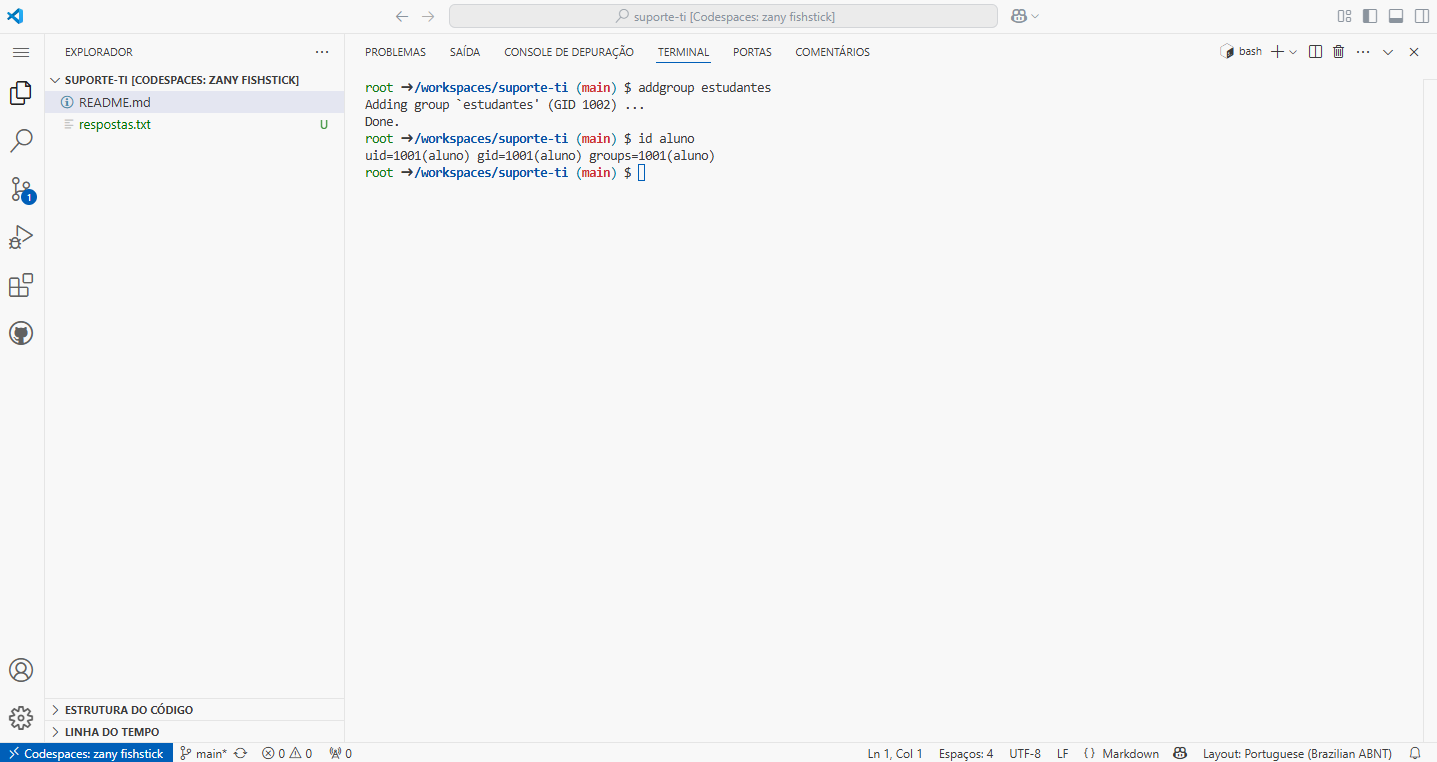 suporte-ti [Codespaces: zany fishstick]
EXPLORADOR
SUPORTE-TI [CODESPACES: ZANY FISHSTICK]
README.md
respostas.txt U
1
ESTRUTURA DO CÓDIGO
LINHA DO TEMPO
PROBLEMAS SAÍDA CONSOLE DE DEPURAÇÃO TERMINAL PORTAS COMENTÁRIOS
bash
root ➜/workspaces/suporte-ti (main) $ addgroup estudantes
Adding group `estudantes' (GID 1002) ...
Done.
root ➜/workspaces/suporte-ti (main) $ id aluno
uid=1001(aluno) gid=1001(aluno) groups=1001(aluno)
root ➜/workspaces/suporte-ti (main) $
Codespaces: zany fishstick main* 0 0 0 Ln 1, Col 1 Espaços: 4 UTF-8 LF { } Markdown Layout: Portuguese (Brazilian ABNT)